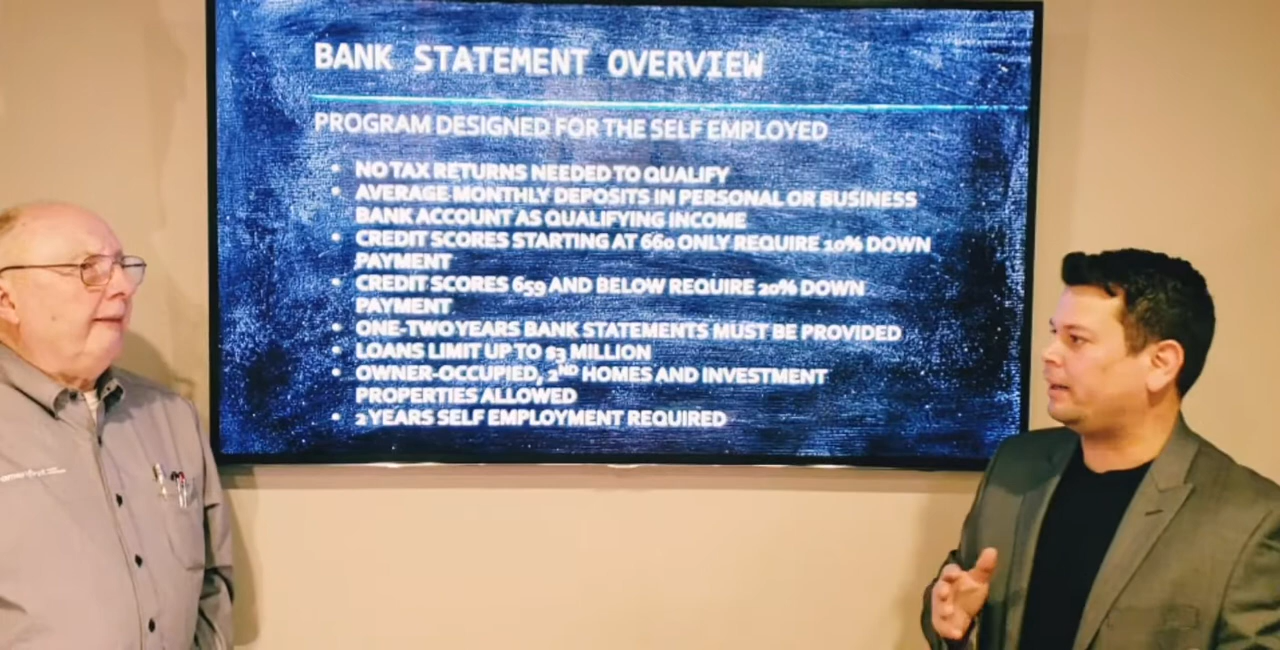 BANK STATEMENT OVERVIEW
PROGRAM DESIGNED FOR THE SELF EMPLOYED
• NO TAX RETURNS NEEDED TO QUALIFY
• AVERAGE MONTHLY DEPOSITS IN PERSONAL OR BUSINESS
BANK ACCOUNT AS QUALIFYING INCOME
• CREDIT SCORES STARTING AT 660 ONLY REQUIRE 10% DOWN
PAYMENT
• CREDIT SCORES 659 AND BELOW REQUIRE 20% DOWN
PAYMENT
• ONE-TWO YEARS BANK STATEMENTS MUST BE PROVIDED
• LOANS LIMIT UP TO $3 MILLION
• OWNER-OCCUPIED, 2ND HOMES AND INVESTMENT
PROPERTIES ALLOWED
• 2 YEARS SELF EMPLOYMENT REQUIRED